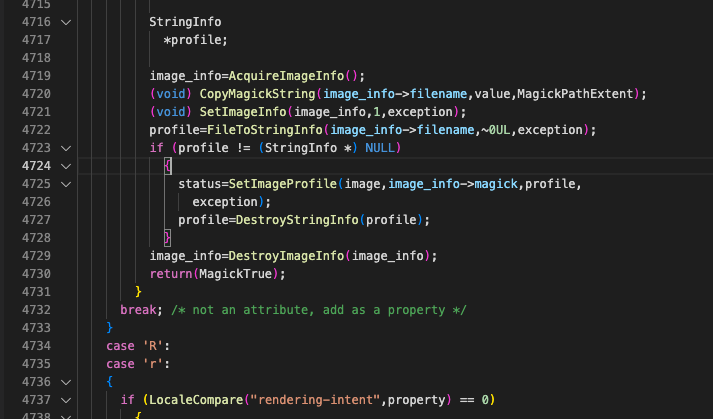 4715
4716 StringInfo
4717 *profile;
4718
4719 image_info=AcquireImageInfo();
4720 (void) CopyMagickString(image_info->filename,value,MagickPathExtent);
4721 (void) SetImageInfo(image_info,1,exception);
4722 profile=FileToStringInfo(image_info->filename,~0UL,exception);
4723 if (profile != (StringInfo *) NULL)
4724 {
4725 status=SetImageProfile(image,image_info->magick,profile,
4726 exception);
4727 profile=DestroyStringInfo(profile);
4728 }
4729 image_info=DestroyImageInfo(image_info);
4730 return(MagickTrue);
4731 }
4732 break; /* not an attribute, add as a property */
4733 }
4734 case 'R':
4735 case 'r':
4736 {
4737 if (LocaleCompare("rendering-intent",property) == 0)
4738 {